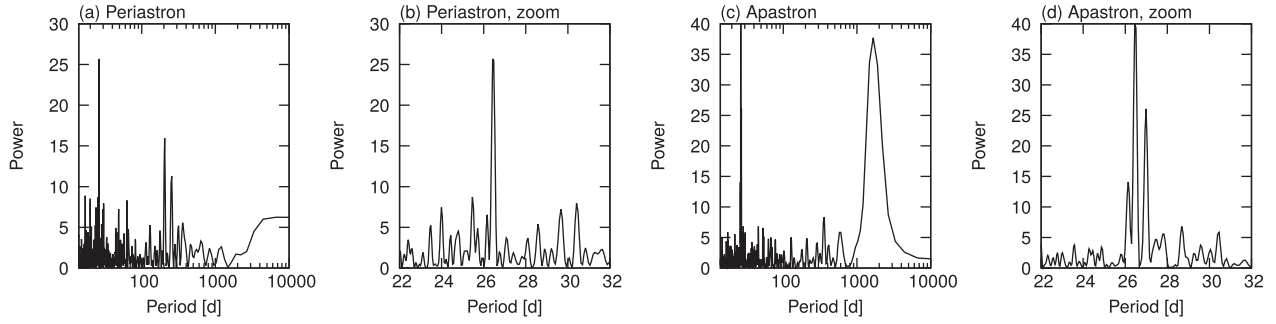 (a) Periastron
30
25
20
15
10
5
0
100 1000 10000
Period [d]
Power
(b) Periastron, zoom
30
25
20
15
10
5
0
22 24 26 28 30 32
Period [d]
Power
(c) Apastron
40
35
30
25
20
15
10
5
0
100 1000 10000
Period [d]
Power
(d) Apastron, zoom
40
35
30
25
20
15
10
5
0
22 24 26 28 30 32
Period [d]
Power